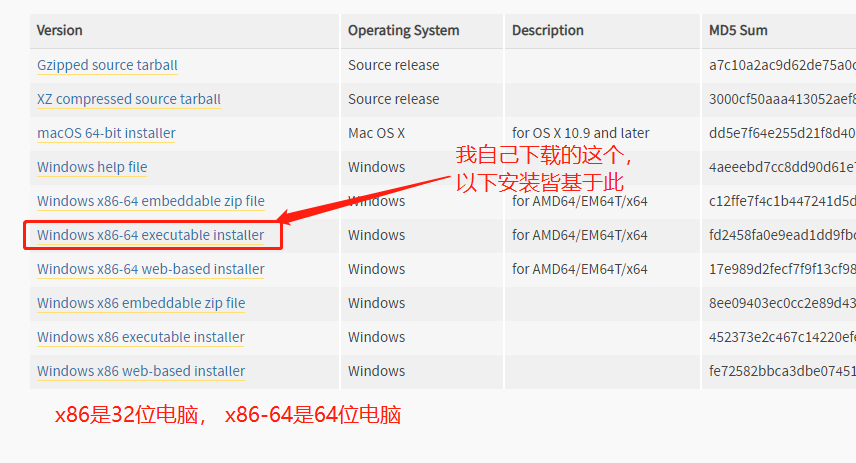 Version Operating System Description MD5 Sum
Gzipped source tarball Source release a7c10a2ac9d62de75a0c
XZ compressed source tarball Source release 3000cf50aaa413052aef8
macOS 64-bit installer Mac OS X for OS X 10.9 and later dd5e7f64e255d21f8d40
我自己下载的这个，
Windows help file Windows 4aeeebd7cc8dd90d61e7
以下安装皆基于此
Windows x86-64 embeddable zip file Windows for AMD64/EM64T/x64 c12ffe7f4c1b447241d5d
Windows x86-64 executable installer Windows for AMD64/EM64T/x64 fd2458fa0e9ead1dd9fbc
Windows x86-64 web-based installer Windows for AMD64/EM64T/x64 17e989d2fecf7f9f13cf98
Windows x86 embeddable zip file Windows 8ee09403ec0cc2e89d43
Windows x86 executable installer Windows 452373e2c467c14220efe
Windows x86 web-based installer Windows fe72582bbca3dbe07451
x86是32位电脑， x86-64是64位电脑